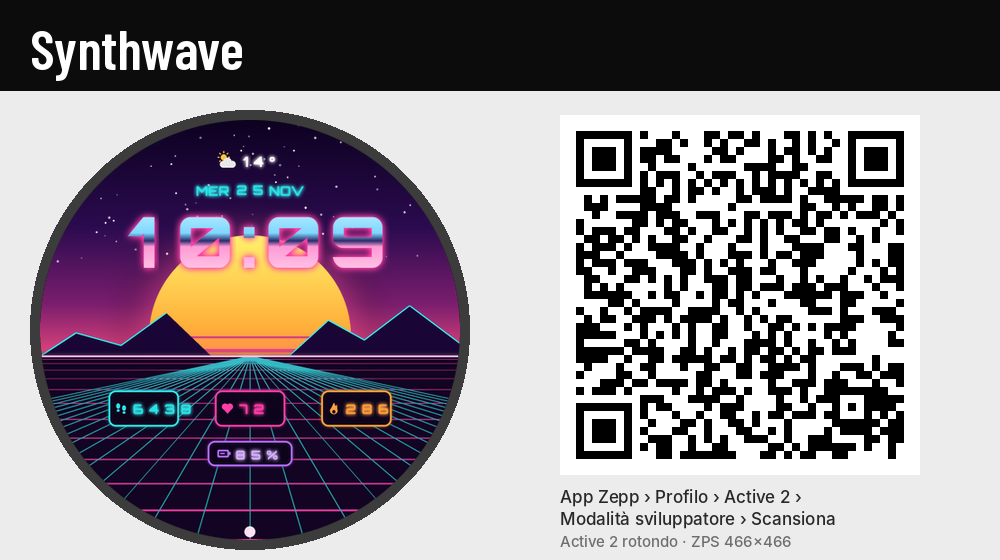 Synthwave
14°
MER 25 NOV
10:09
6438
72
286
85%
App Zepp › Profilo › Active 2 ›
Modalità sviluppatore › Scansiona
Active 2 rotondo · ZPS 466×466